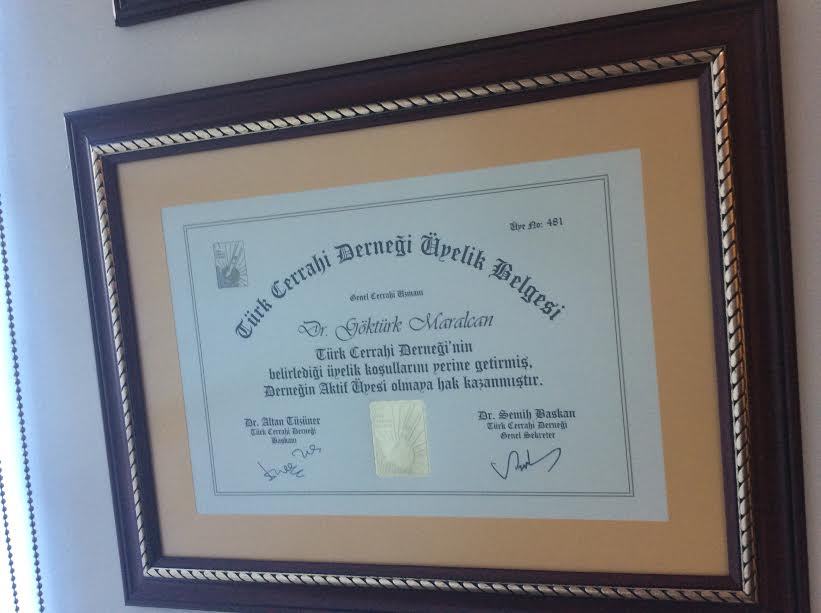 Üye No: 481
Türk Cerrahi Derneği Üyelik Belgesi
Genel Cerrahi Uzmanı
Dr. Göktürk Maralcan
Türk Cerrahi Derneği'nin
belirlediği üyelik koşullarını yerine getirmiş,
Derneğin Aktif Üyesi olmaya hak kazanmıştır.
Dr. Altan Tüzüner
Türk Cerrahi Derneği
Başkanı
Dr. Semih Baskan
Türk Cerrahi Derneği
Genel Sekreter